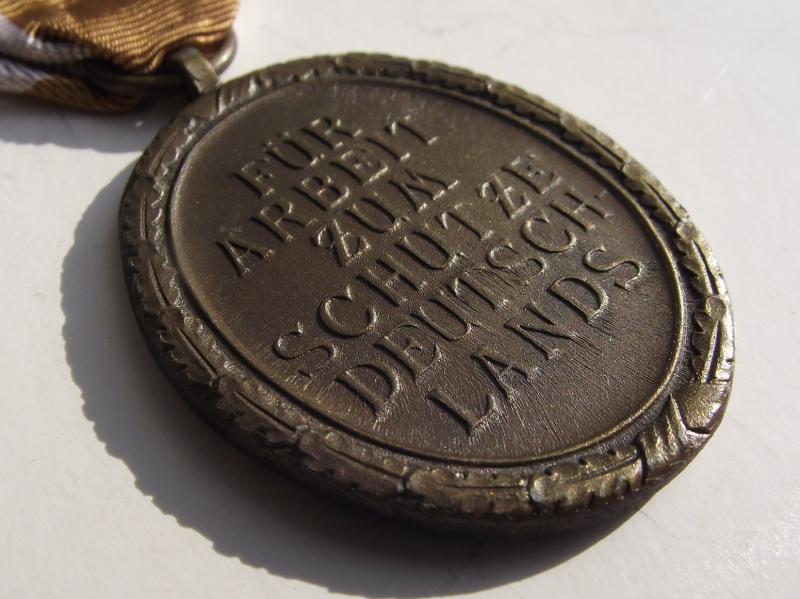 FÜR
ARBEIT
ZUM
SCHUTZE
DEUTSCH-
LANDS